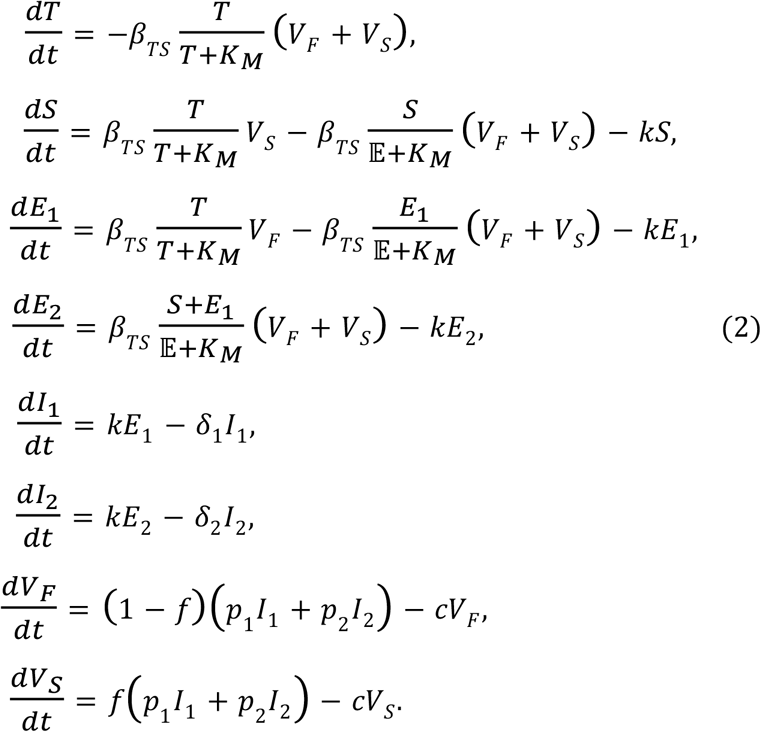 dT/dt = −β_TS T/(T+K_M) (V_F + V_S),
dS/dt = β_TS T/(T+K_M) V_S − β_TS S/(𝔼+K_M) (V_F + V_S) − kS,
dE_1/dt = β_TS T/(T+K_M) V_F − β_TS E_1/(𝔼+K_M) (V_F + V_S) − kE_1,
dE_2/dt = β_TS (S+E_1)/(𝔼+K_M) (V_F + V_S) − kE_2, (2)
dI_1/dt = kE_1 − δ_1I_1,
dI_2/dt = kE_2 − δ_2I_2,
dV_F/dt = (1 − f)(p_1I_1 + p_2I_2) − cV_F,
dV_S/dt = f(p_1I_1 + p_2I_2) − cV_S.